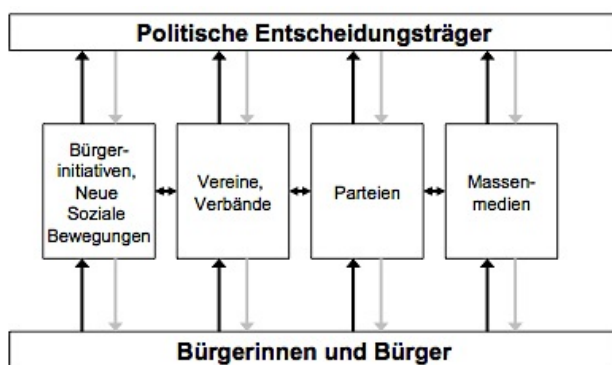 Politische Entscheidungsträger
Bürger-
initiativen,
Neue
Soziale
Bewegungen
Vereine,
Verbände
Parteien
Massen-
medien
Bürgerinnen und Bürger